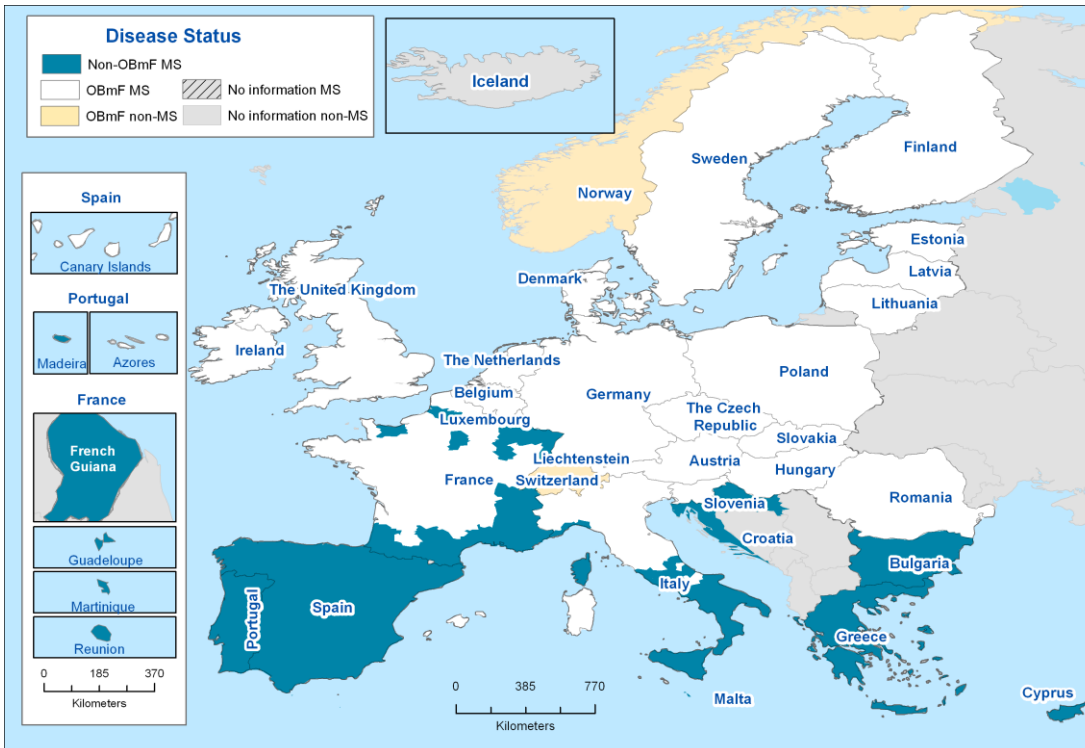 Disease Status
Non-OBmF MS
OBmF MS
No information MS
OBmF non-MS
No information non-MS
Iceland
Spain
Canary Islands
Portugal
Madeira
Azores
France
French
Guiana
Guadeloupe
Martinique
Reunion
0 185 370
Kilometers
Norway
Sweden
Finland
Estonia
Latvia
Lithuania
Denmark
The United Kingdom
Ireland
The Netherlands
Belgium
Luxembourg
Germany
Poland
The Czech
Republic
Slovakia
Liechtenstein
Austria
Hungary
France
Switzerland
Slovenia
Romania
Croatia
Bulgaria
Italy
Portugal
Spain
Greece
Malta
Cyprus
0 385 770
Kilometers